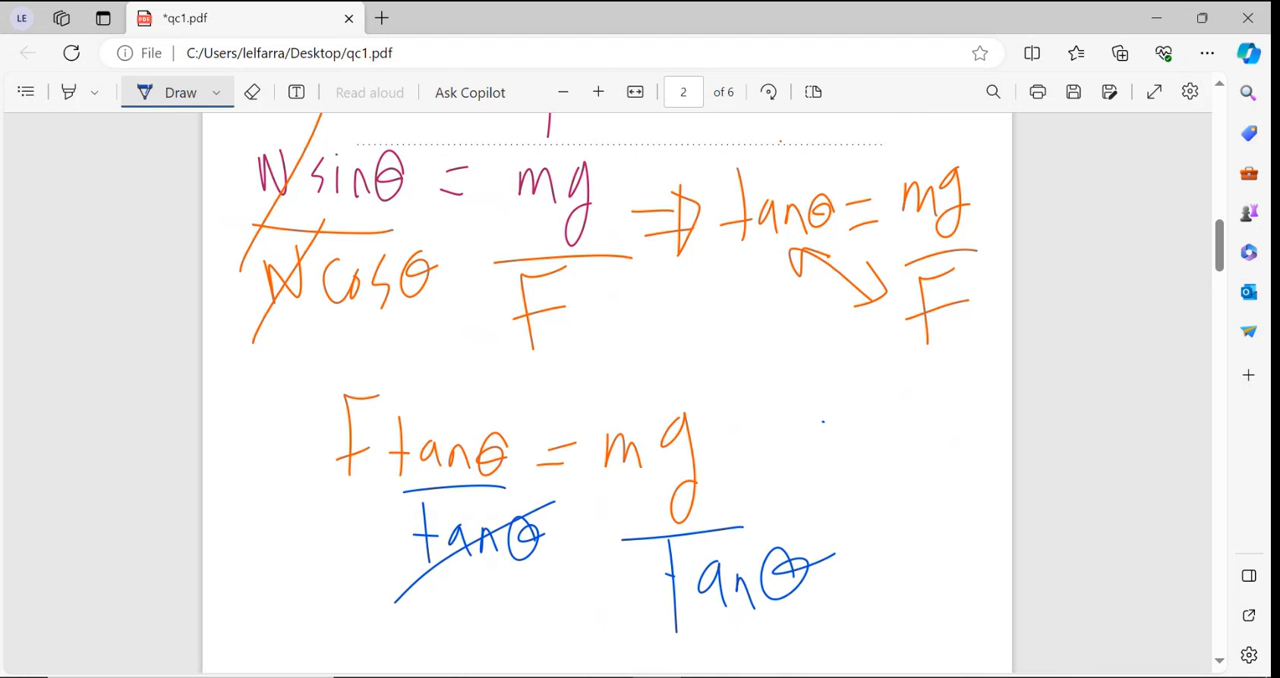 LE
*qc1.pdf
File
C:/Users/lelfarra/Desktop/qc1.pdf
Draw
Read aloud
Ask Copilot
2 of 6
N sinθ = mg
N cosθ F
⇒ tanθ = mg
F
F tanθ = mg
tanθ tanθ